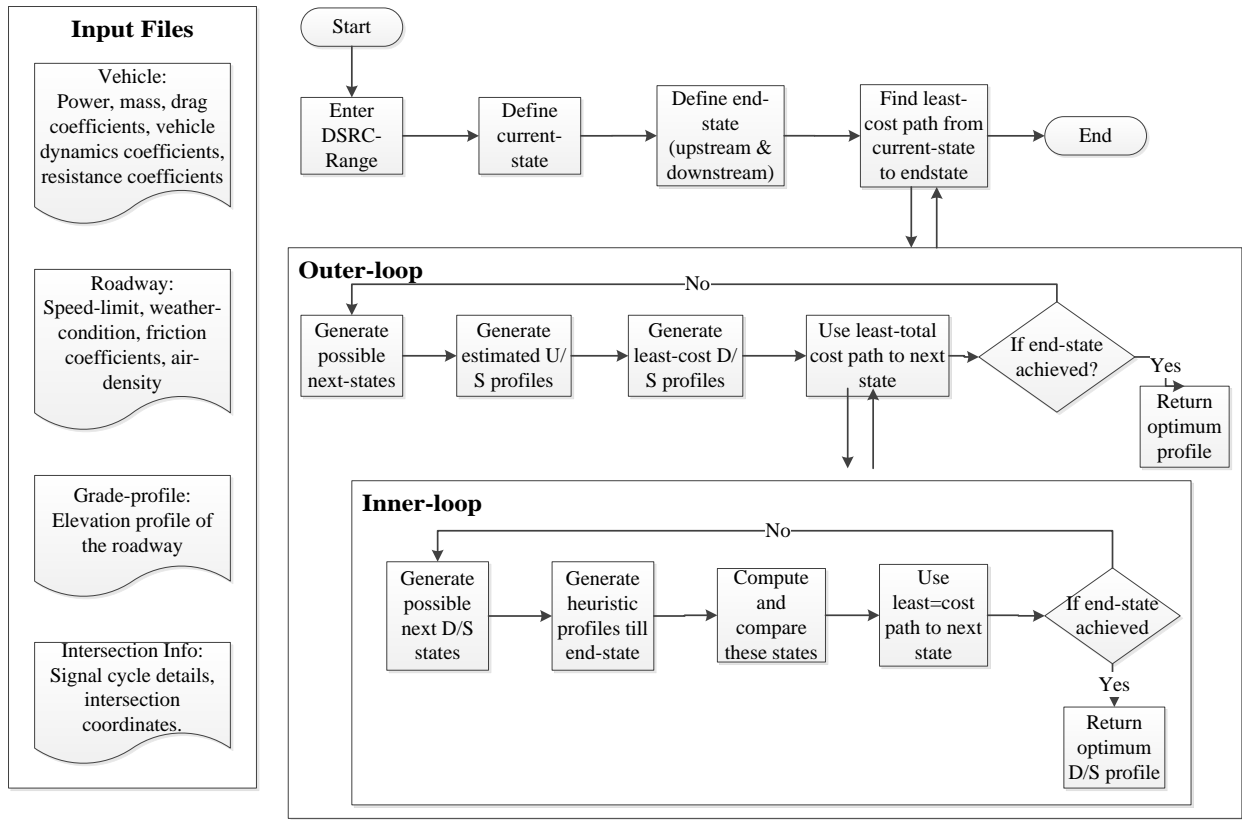 Input Files
Vehicle:
Power, mass, drag
coefficients, vehicle
dynamics coefficients,
resistance coefficients
Roadway:
Speed-limit, weather-
condition, friction
coefficients, air-
density
Grade-profile:
Elevation profile of
the roadway
Intersection Info:
Signal cycle details,
intersection
coordinates.
Start
Enter
DSRC-
Range
Define
current-
state
Define end-
state
(upstream &
downstream)
Find least-
cost path from
current-state
to endstate
End
Outer-loop
No
Generate
possible
next-states
Generate
estimated U/
S profiles
Generate
least-cost D/
S profiles
Use least-total
cost path to next
state
If end-state
achieved?
Yes
Return
optimum
profile
Inner-loop
No
Generate
possible
next D/S
states
Generate
heuristic
profiles till
end-state
Compute
and
compare
these states
Use
least=cost
path to next
state
If end-state
achieved
Yes
Return
optimum
D/S profile